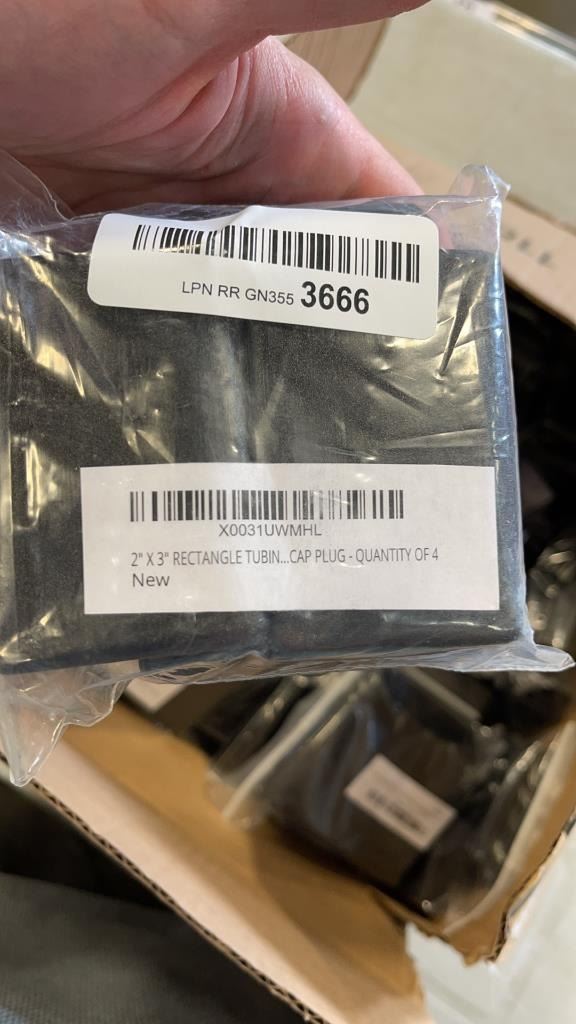 LPN RR GN355 3666
X0031UWMHL
2" X 3" RECTANGLE TUBIN...CAP PLUG - QUANTITY OF 4
New